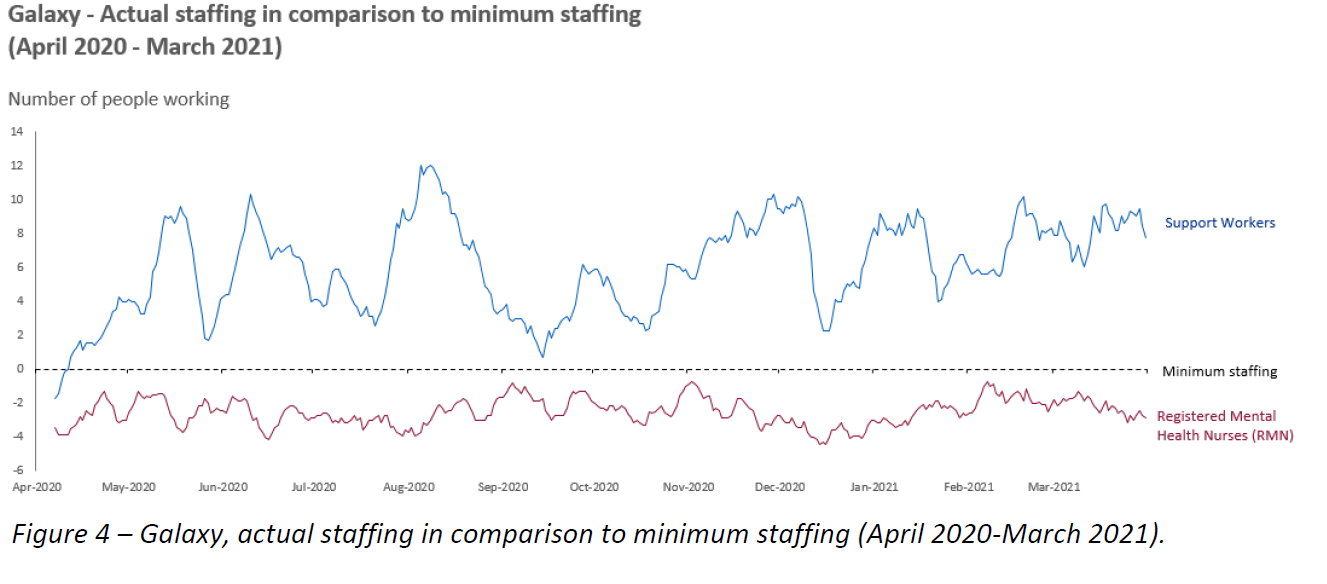 Galaxy - Actual staffing in comparison to minimum staffing
(April 2020 - March 2021)
Number of people working
14
12
10
8
6
4
2
0
-2
-4
-6
Support Workers
Minimum staffing
Registered Mental
Health Nurses (RMN)
Apr-2020 May-2020 Jun-2020 Jul-2020 Aug-2020 Sep-2020 Oct-2020 Nov-2020 Dec-2020 Jan-2021 Feb-2021 Mar-2021
Figure 4 – Galaxy, actual staffing in comparison to minimum staffing (April 2020-March 2021).